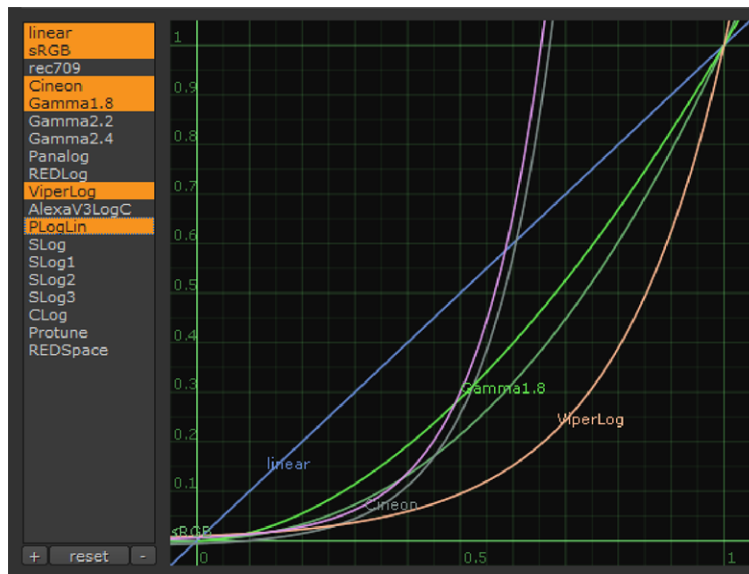 linear
sRGB
rec709
Cineon
Gamma1.8
Gamma2.2
Gamma2.4
Panalog
REDLog
ViperLog
AlexaV3LogC
PLogLin
SLog
SLog1
SLog2
SLog3
CLog
Protune
REDSpace
+ reset -
1
0.9
0.8
0.7
0.6
0.5
0.4
0.3
0.2
0.1
Gamma1.8
ViperLog
linear
Cineon
<RGB
0 0.5 1